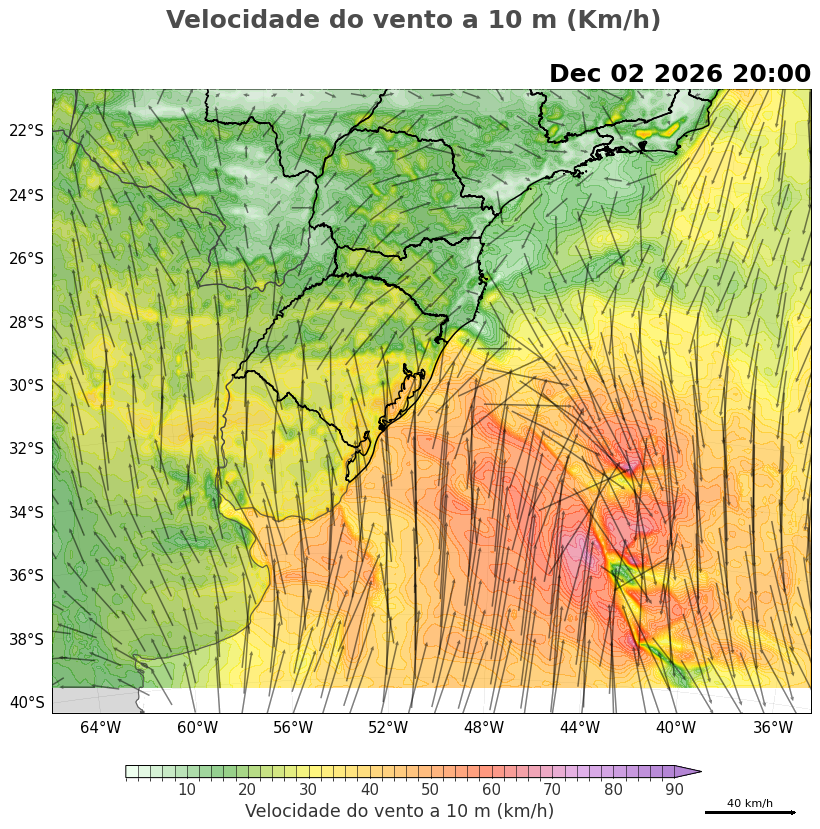 Velocidade do vento a 10 m (Km/h)
Dec 02 2026 20:00
22°S
24°S
26°S
28°S
30°S
32°S
34°S
36°S
38°S
40°S
64°W 60°W 56°W 52°W 48°W 44°W 40°W 36°W
10 20 30 40 50 60 70 80 90
Velocidade do vento a 10 m (km/h)
40 km/h